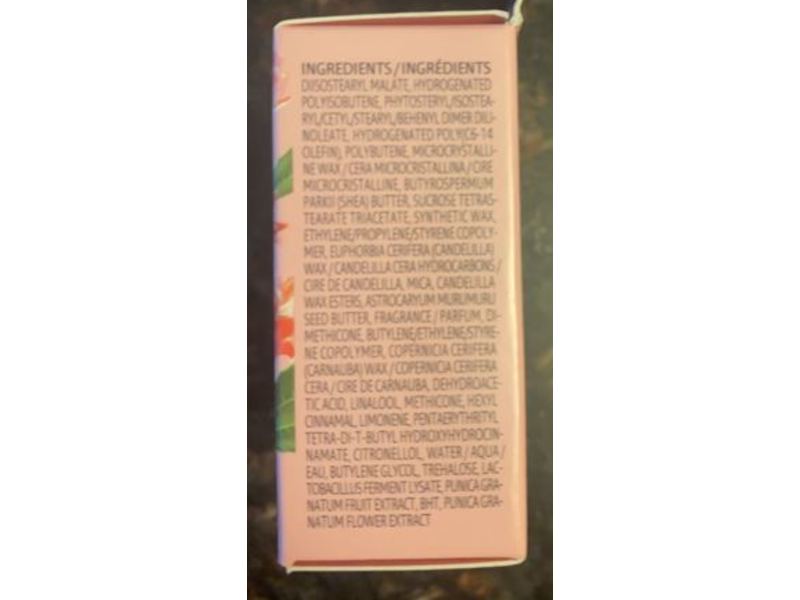 INGREDIENTS / INGRÉDIENTS
DIISOSTEARYL MALATE, HYDROGENATED
POLYISOBUTENE, PHYTOSTERYL/ISOSTEA-
RYL/CETYL/STEARYL/BEHENYL DIMER DILI-
NOLEATE, HYDROGENATED POLY(C6-14
OLEFIN), POLYBUTENE, MICROCRYSTALLI-
NE WAX / CERA MICROCRISTALLINA / CIRE
MICROCRISTALLINE, BUTYROSPERMUM
PARKII (SHEA) BUTTER, SUCROSE TETRAS-
TEARATE TRIACETATE, SYNTHETIC WAX,
ETHYLENE/PROPYLENE/STYRENE COPOLY-
MER, EUPHORBIA CERIFERA (CANDELILLA)
WAX / CANDELILLA CERA HYDROCARBONS /
CIRE DE CANDELILLA, MICA, CANDELILLA
WAX ESTERS, ASTROCARYUM MURUMURU
SEED BUTTER, FRAGRANCE / PARFUM, DI-
METHICONE, BUTYLENE/ETHYLENE/STYRE-
NE COPOLYMER, COPERNICIA CERIFERA
(CARNAUBA) WAX / COPERNICIA CERIFERA
CERA / CIRE DE CARNAUBA, DEHYDROACE-
TIC ACID, LINALOOL, METHICONE, HEXYL
CINNAMAL, LIMONENE, PENTAERYTHRITYL
TETRA-DI-T-BUTYL HYDROXYHYDROCIN-
NAMATE, CITRONELLOL, WATER / AQUA /
EAU, BUTYLENE GLYCOL, TREHALOSE, LAC-
TOBACILLUS FERMENT LYSATE, PUNICA GRA-
NATUM FRUIT EXTRACT, BHT, PUNICA GRA-
NATUM FLOWER EXTRACT